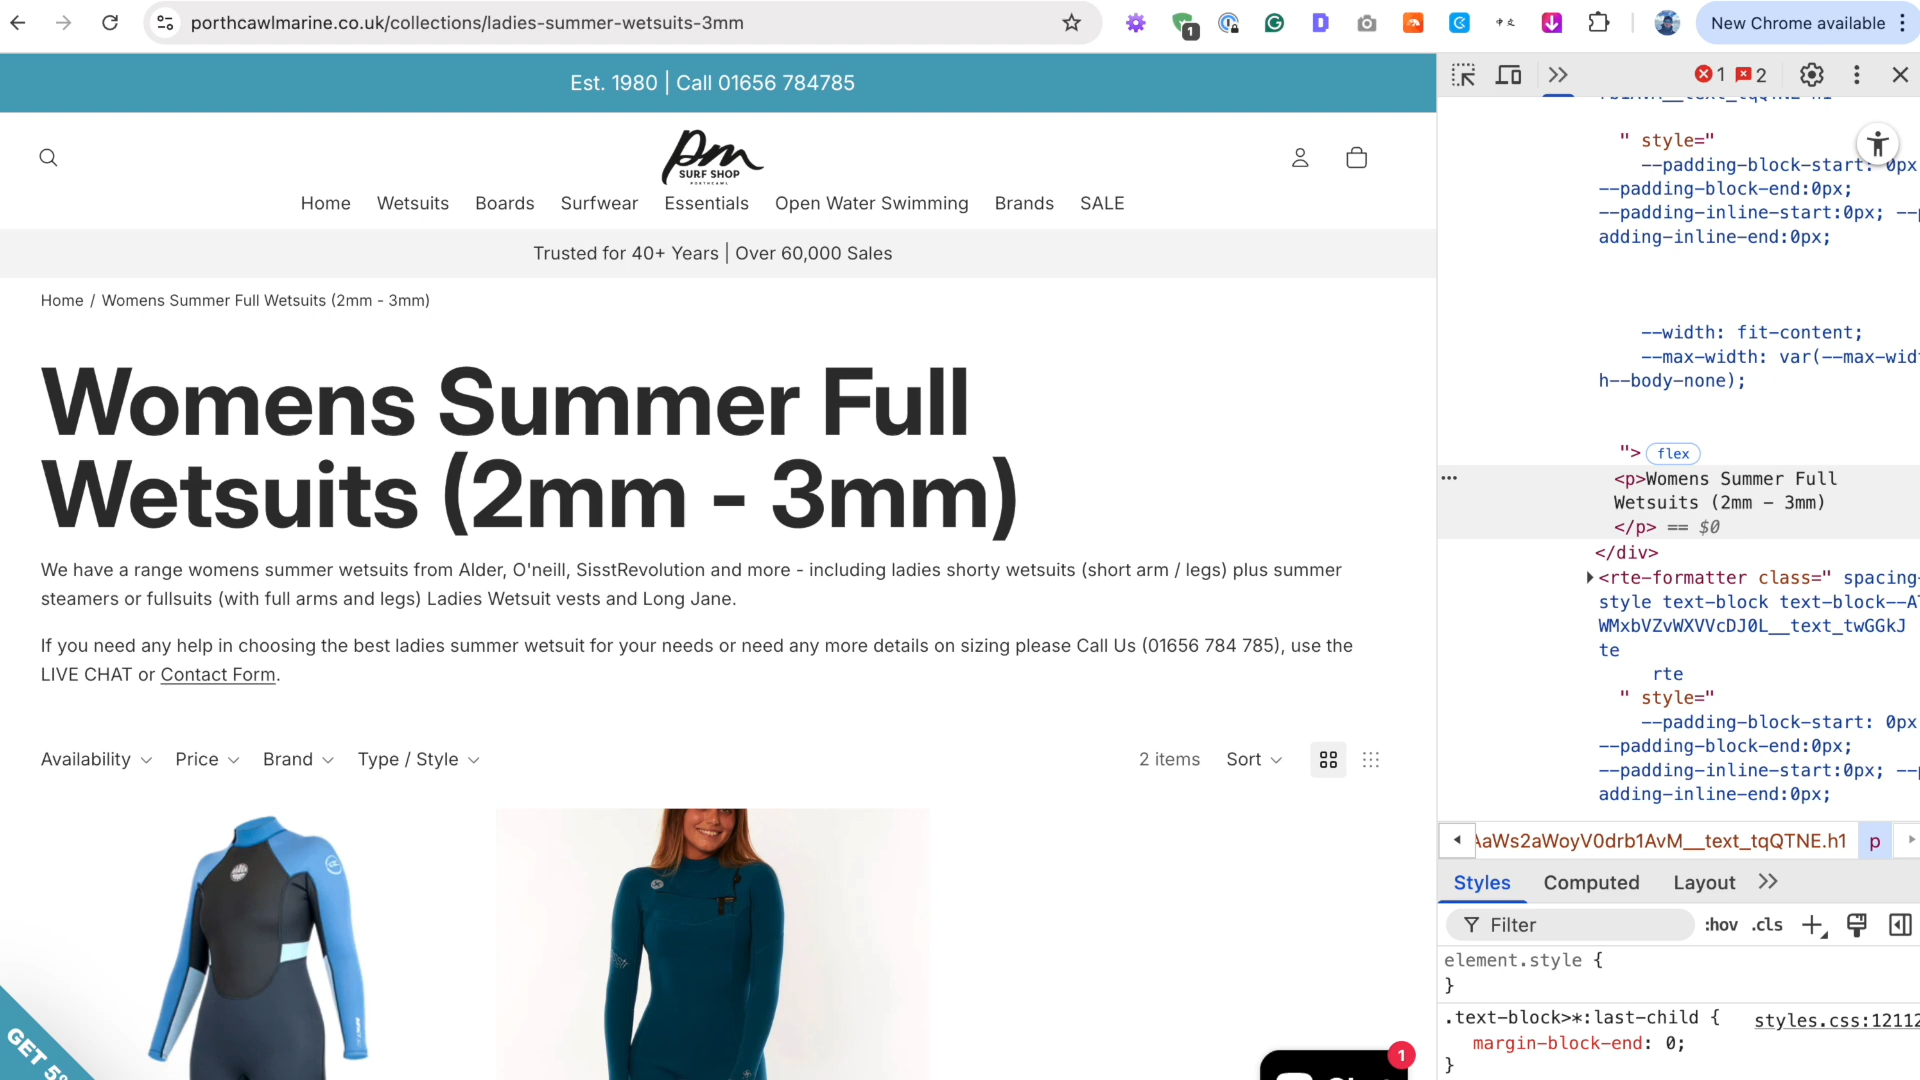 porthcawlmarine.co.uk/collections/ladies-summer-wetsuits-3mm
1
New Chrome available
Est. 1980 | Call 01656 784785
pm
SURF SHOP
PORTHCAWL
Home Wetsuits Boards Surfwear Essentials Open Water Swimming Brands SALE
Trusted for 40+ Years | Over 60,000 Sales
Home / Womens Summer Full Wetsuits (2mm - 3mm)
Womens Summer Full
Wetsuits (2mm - 3mm)
We have a range womens summer wetsuits from Alder, O'neill, SisstRevolution and more - including ladies shorty wetsuits (short arm / legs) plus summer
steamers or fullsuits (with full arms and legs) Ladies Wetsuit vests and Long Jane.
If you need any help in choosing the best ladies summer wetsuit for your needs or need any more details on sizing please Call Us (01656 784 785), use the
LIVE CHAT or Contact Form.
Availability Price Brand Type / Style 2 items Sort
GET 5%
1
1 2
" style="
--padding-block-start: 0px
--padding-block-end:0px;
--padding-inline-start:0px; --p
adding-inline-end:0px;
--width: fit-content;
--max-width: var(--max-widt
h--body-none);
"> flex
<p>Womens Summer Full
Wetsuits (2mm - 3mm)
</p> == $0
</div>
<rte-formatter class=" spacing-
style text-block text-block--A
WMxbVZvWXVVcDJ0L__text_twGGkJ
te
rte
" style="
--padding-block-start: 0px
--padding-block-end:0px;
--padding-inline-start:0px; --p
adding-inline-end:0px;
AaWs2aWoyV0drb1AvM__text_tqQTNE.h1 p
Styles Computed Layout
Filter :hov .cls
element.style {
}
.text-block>*:last-child { styles.css:12112
margin-block-end: 0;
}